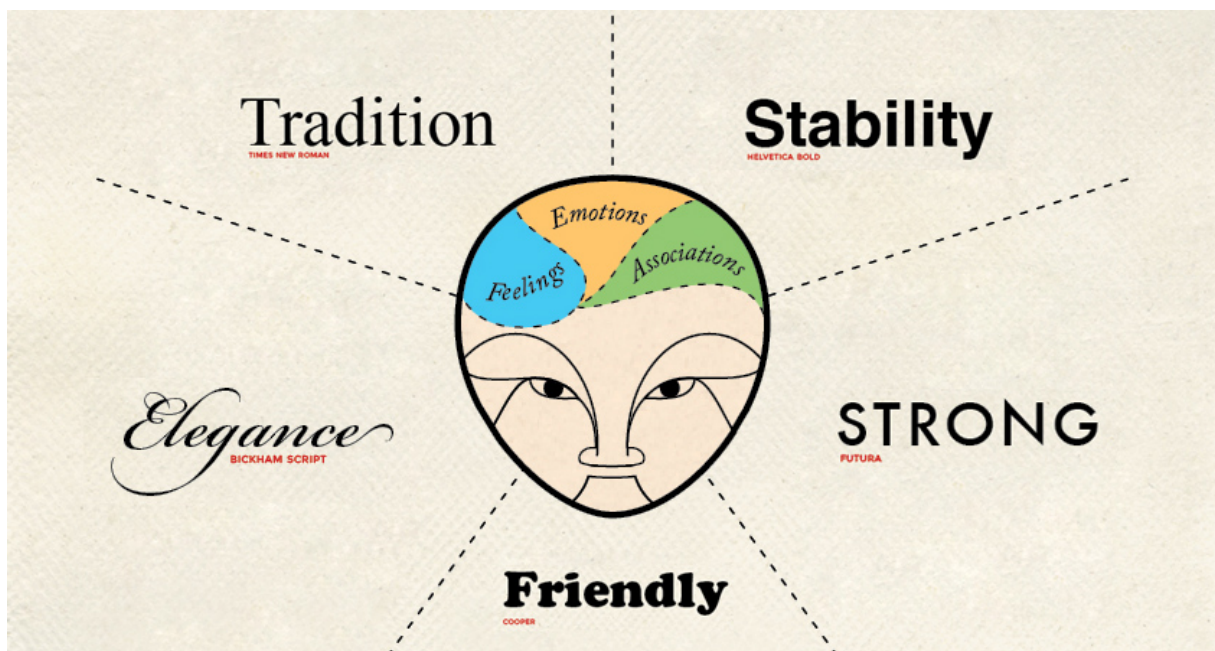 Tradition
TIMES NEW ROMAN
Stability
HELVETICA BOLD
Emotions
Feelings
Associations
Elegance
BICKHAM SCRIPT
STRONG
FUTURA
Friendly
COOPER